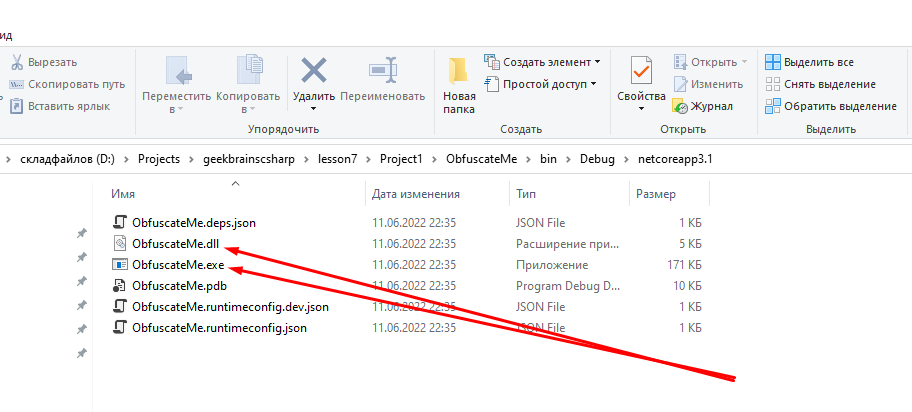 ид
Вырезать
Скопировать путь
Вставить ярлык
Переместить в
Копировать в
Удалить
Переименовать
Упорядочить
Новая папка
Создать элемент
Простой доступ
Создать
Свойства
Открыть
Изменить
Журнал
Открыть
Выделить все
Снять выделение
Обратить выделение
Выделить
складфайлов (D:) > Projects > geekbrainscsharp > lesson7 > Project1 > ObfuscateMe > bin > Debug > netcoreapp3.1
Имя Дата изменения Тип Размер
ObfuscateMe.deps.json 11.06.2022 22:35 JSON File 1 КБ
ObfuscateMe.dll 11.06.2022 22:35 Расширение при... 5 КБ
ObfuscateMe.exe 11.06.2022 22:35 Приложение 171 КБ
ObfuscateMe.pdb 11.06.2022 22:35 Program Debug D... 10 КБ
ObfuscateMe.runtimeconfig.dev.json 11.06.2022 22:35 JSON File 1 КБ
ObfuscateMe.runtimeconfig.json 11.06.2022 22:35 JSON File 1 КБ